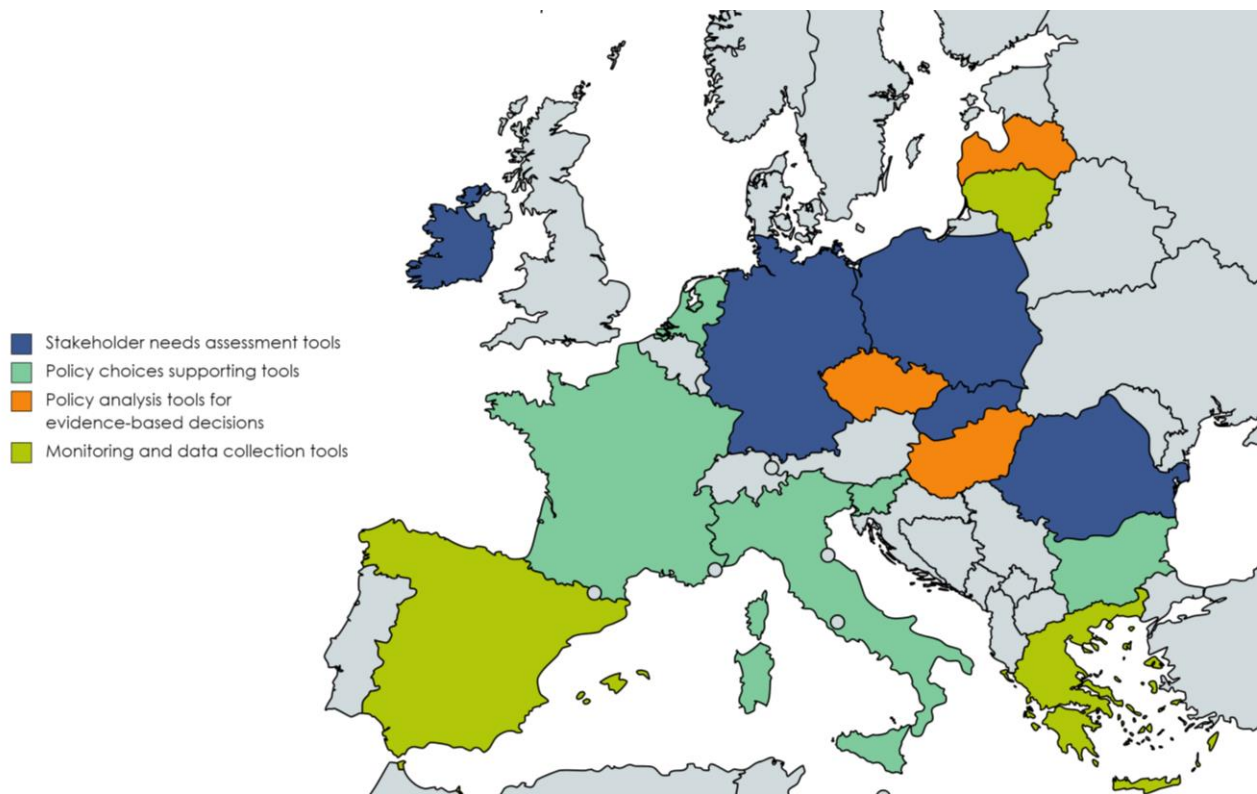 Stakeholder needs assessment tools
Policy choices supporting tools
Policy analysis tools for
evidence-based decisions
Monitoring and data collection tools